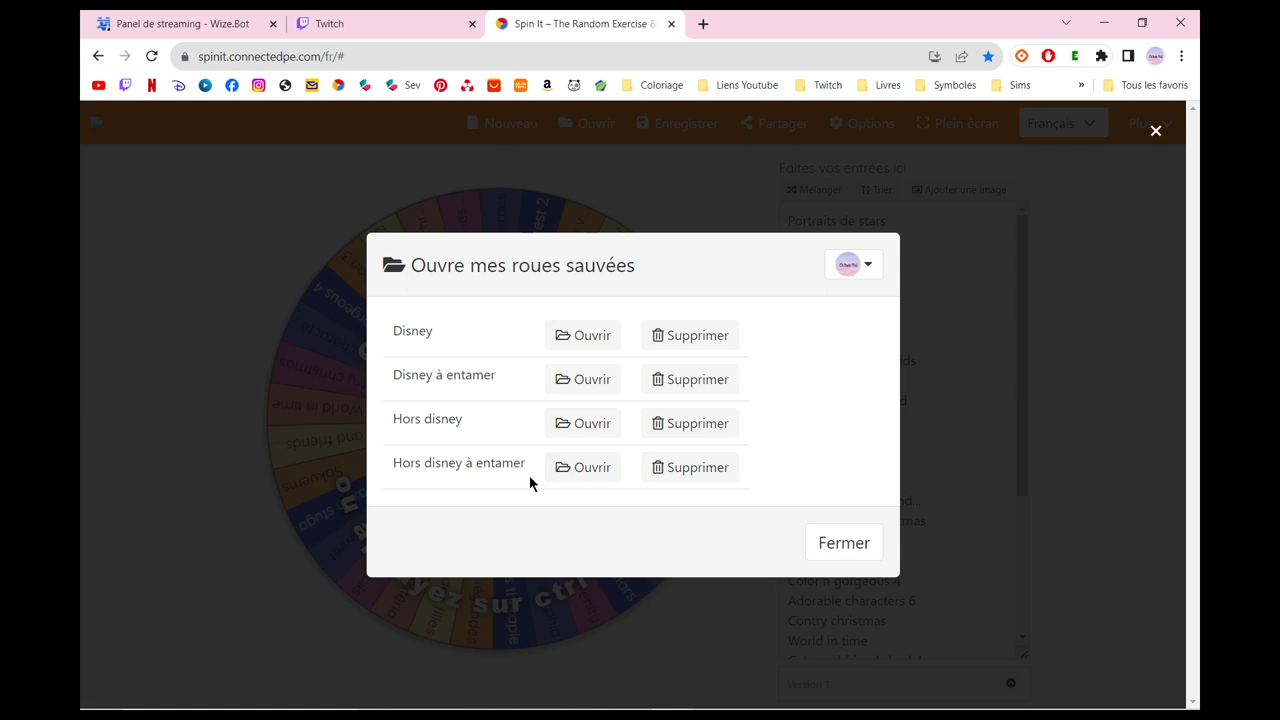 Panel de streaming - Wize.Bot
Twitch
Spin It – The Random Exercise &
spinit.connectedpe.com/fr/#
Sev
Coloriage
Liens Youtube
Twitch
Livres
Symboles
Sims
»
Tous les favoris
Nouveau
Ouvrir
Enregistrer
Partager
Options
Plein écran
Français
Plus
Faites vos entrées ici
Mélanger
Trier
Ajouter une image
Portraits de stars
Ouvre mes roues sauvées
Disney
Ouvrir
Supprimer
Disney à entamer
Ouvrir
Supprimer
Hors disney
Ouvrir
Supprimer
Hors disney à entamer
Ouvrir
Supprimer
Fermer
Color n gorgeous 4
Adorable characters 6
Contry christmas
World in time
Version 1
yez sur ctrl